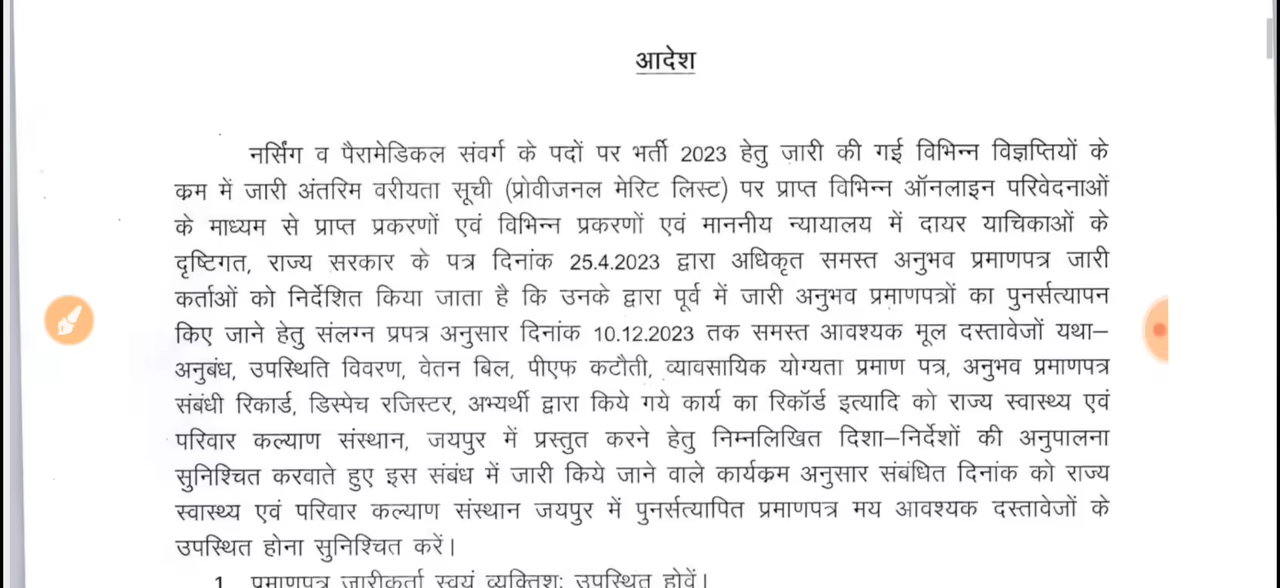 आदेश
नर्सिंग व पैरामेडिकल संवर्ग के पदों पर भर्ती 2023 हेतु जारी की गई विभिन्न विज्ञप्तियों के
क्रम में जारी अंतरिम वरीयता सूची (प्रोवीजनल मेरिट लिस्ट) पर प्राप्त विभिन्न ऑनलाइन परिवेदनाओं
के माध्यम से प्राप्त प्रकरणों एवं विभिन्न प्रकरणों एवं माननीय न्यायालय में दायर याचिकाओं के
दृष्टिगत, राज्य सरकार के पत्र दिनांक 25.4.2023 द्वारा अधिकृत समस्त अनुभव प्रमाणपत्र जारी
कर्ताओं को निर्देशित किया जाता है कि उनके द्वारा पूर्व में जारी अनुभव प्रमाणपत्रों का पुनर्सत्यापन
किए जाने हेतु संलग्न प्रपत्र अनुसार दिनांक 10.12.2023 तक समस्त आवश्यक मूल दस्तावेजों यथा–
अनुबंध, उपस्थिति विवरण, वेतन बिल, पीएफ कटौती, व्यावसायिक योग्यता प्रमाण पत्र, अनुभव प्रमाणपत्र
संबंधी रिकार्ड, डिस्पेच रजिस्टर, अभ्यर्थी द्वारा किये गये कार्य का रिकॉर्ड इत्यादि को राज्य स्वास्थ्य एवं
परिवार कल्याण संस्थान, जयपुर में प्रस्तुत करने हेतु निम्नलिखित दिशा–निर्देशों की अनुपालना
सुनिश्चित करवाते हुए इस संबंध में जारी किये जाने वाले कार्यक्रम अनुसार संबंधित दिनांक को राज्य
स्वास्थ्य एवं परिवार कल्याण संस्थान जयपुर में पुनर्सत्यापित प्रमाणपत्र मय आवश्यक दस्तावेजों के
उपस्थित होना सुनिश्चित करें।
1. प्रमाणपत्र जारीकर्ता स्वयं व्यक्तिशः उपस्थित होवें।